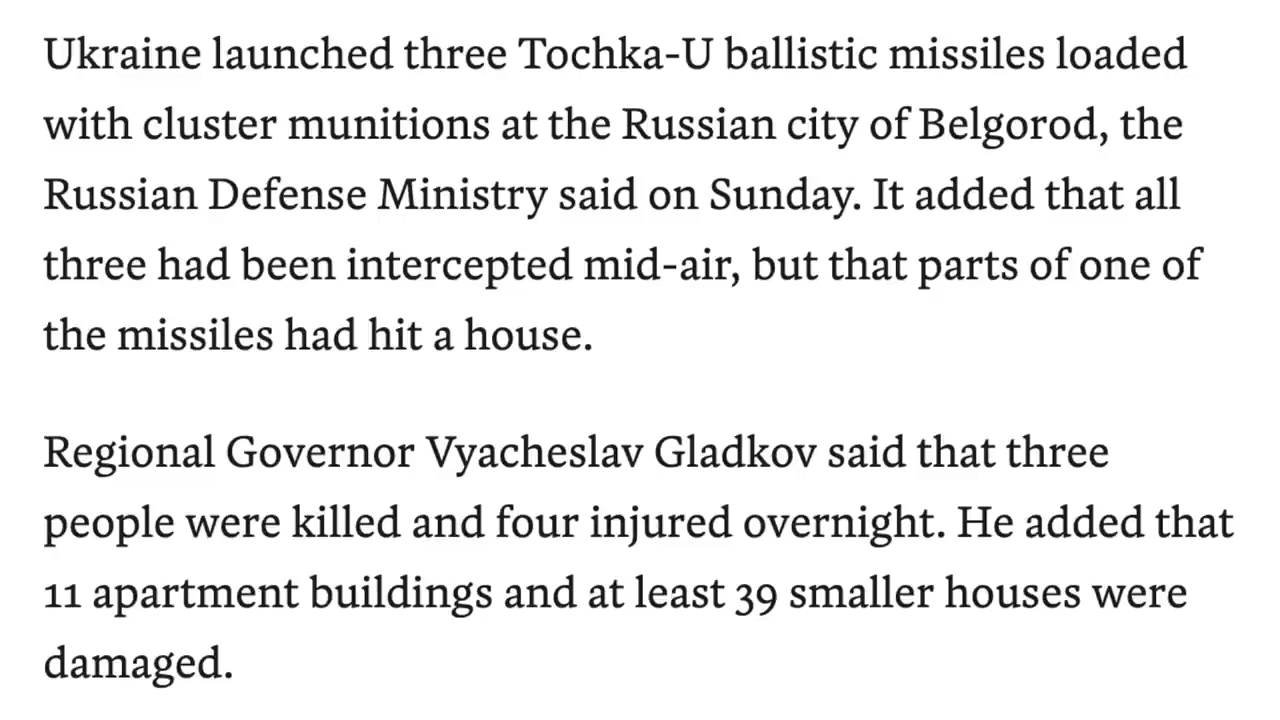 Ukraine launched three Tochka-U ballistic missiles loaded
with cluster munitions at the Russian city of Belgorod, the
Russian Defense Ministry said on Sunday. It added that all
three had been intercepted mid-air, but that parts of one of
the missiles had hit a house.
Regional Governor Vyacheslav Gladkov said that three
people were killed and four injured overnight. He added that
11 apartment buildings and at least 39 smaller houses were
damaged.